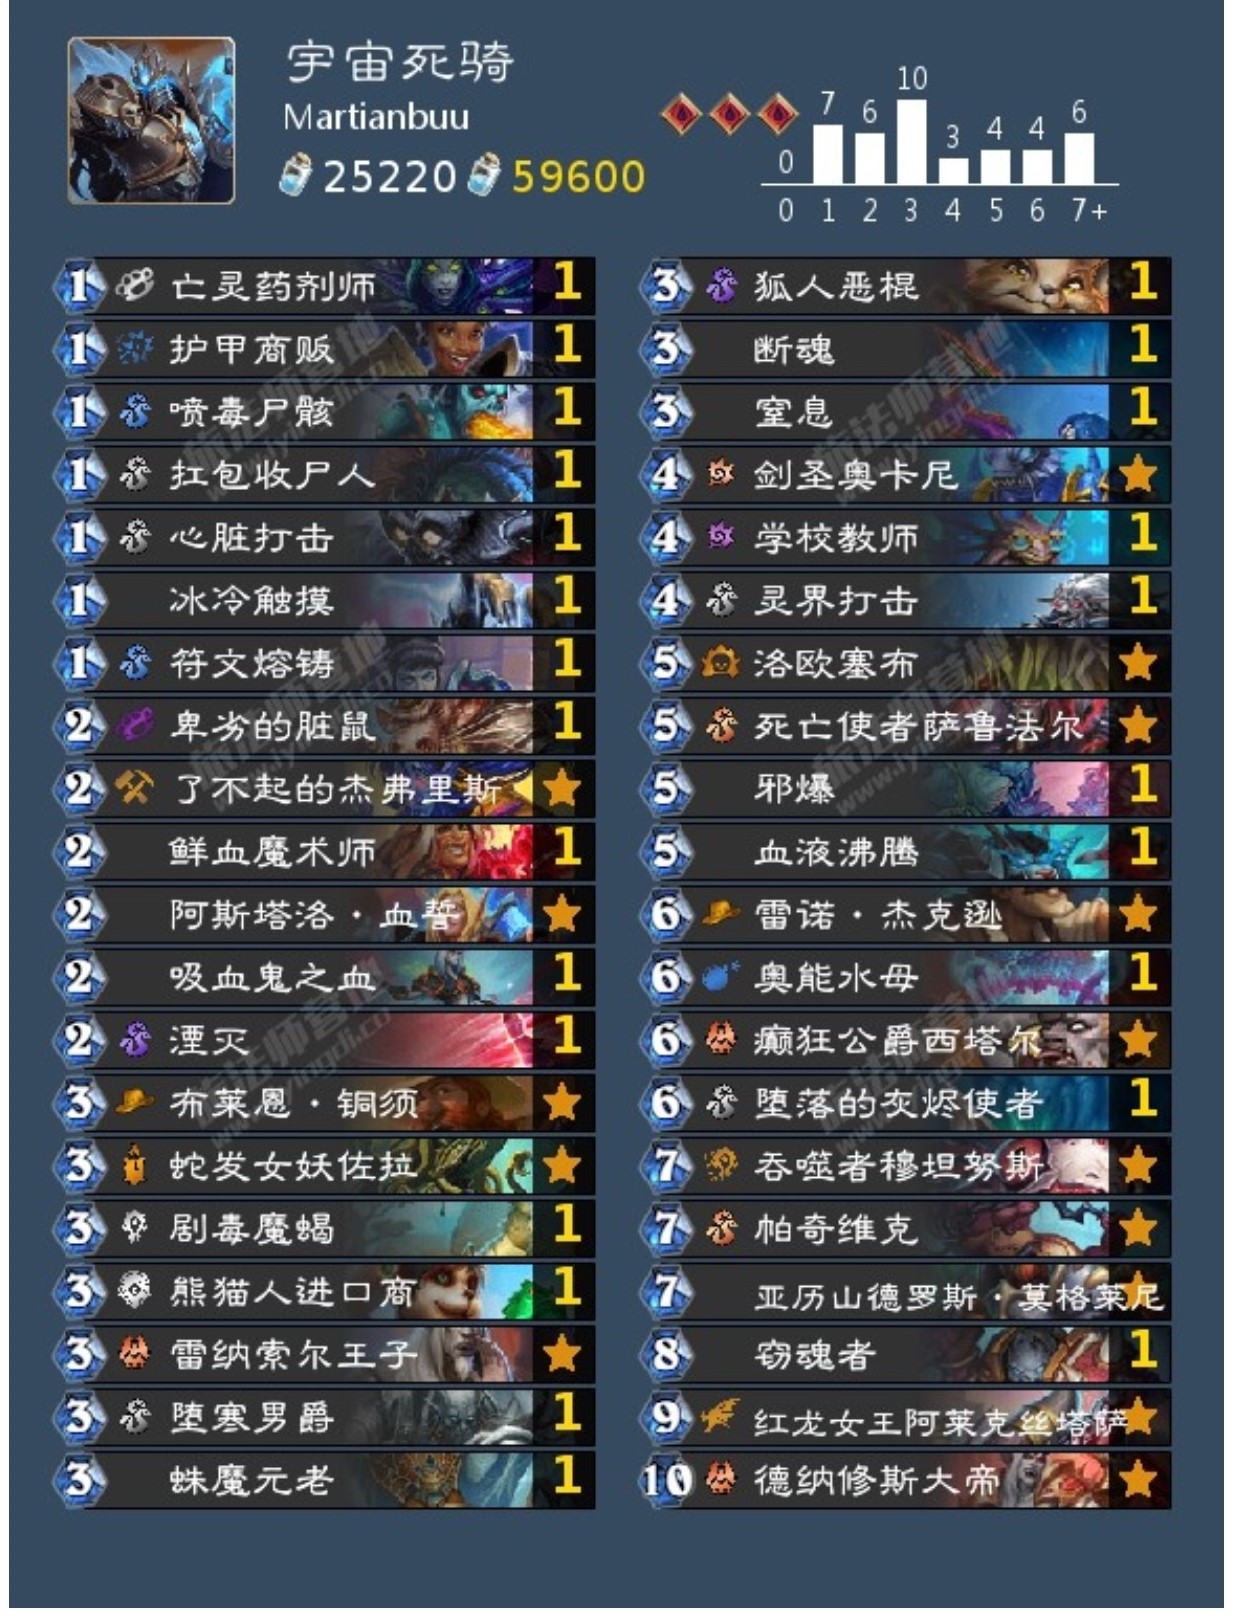 宇宙死骑
Martianbuu
25220 59600
0 7 6 10 3 4 4 6
0 1 2 3 4 5 6 7+
1 亡灵药剂师 1
1 护甲商贩 1
1 喷毒尸骸 1
1 扛包收尸人 1
1 心脏打击 1
1 冰冷触摸 1
1 符文熔铸 1
2 卑劣的脏鼠 1
2 了不起的杰弗里斯
2 鲜血魔术师 1
2 阿斯塔洛·血誓
2 吸血鬼之血 1
2 湮灭 1
3 布莱恩·铜须
3 蛇发女妖佐拉
3 剧毒魔蝎 1
3 熊猫人进口商 1
3 雷纳索尔王子
3 堕寒男爵 1
3 蛛魔元老 1
3 狐人恶棍 1
3 断魂 1
3 窒息 1
4 剑圣奥卡尼
4 学校教师 1
4 灵界打击 1
5 洛欧塞布
5 死亡使者萨鲁法尔
5 邪爆 1
5 血液沸腾 1
6 雷诺·杰克逊
6 奥能水母 1
6 癫狂公爵西塔尔
6 堕落的灰烬使者 1
7 吞噬者穆坦努斯
7 帕奇维克
7 亚历山德罗斯·莫格莱尼
8 窃魂者 1
9 红龙女王阿莱克丝塔萨
10 德纳修斯大帝